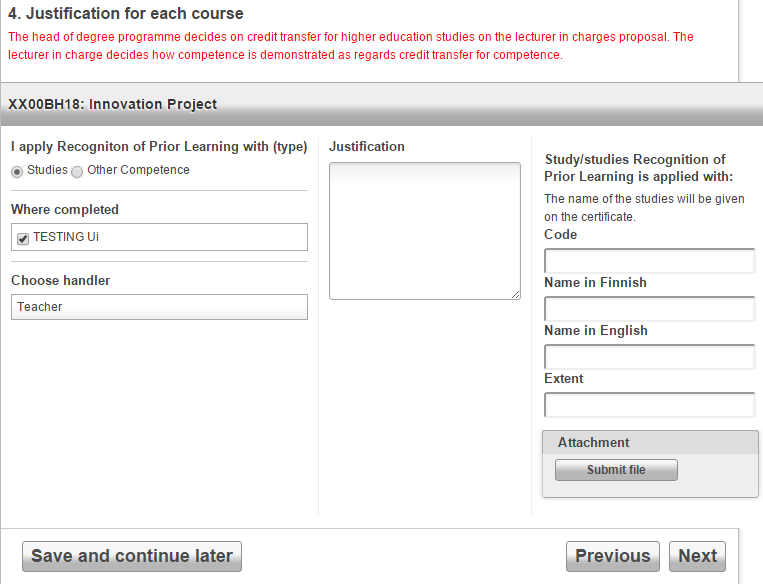 4. Justification for each course
The head of degree programme decides on credit transfer for higher education studies on the lecturer in charges proposal. The
lecturer in charge decides how competence is demonstrated as regards credit transfer for competence.
XX00BH18: Innovation Project
I apply Recogniton of Prior Learning with (type)
Studies Other Competence
Where completed
TESTING Ui
Choose handler
Teacher
Justification
Study/studies Recognition of
Prior Learning is applied with:
The name of the studies will be given
on the certificate.
Code
Name in Finnish
Name in English
Extent
Attachment
Submit file
Save and continue later
Previous
Next